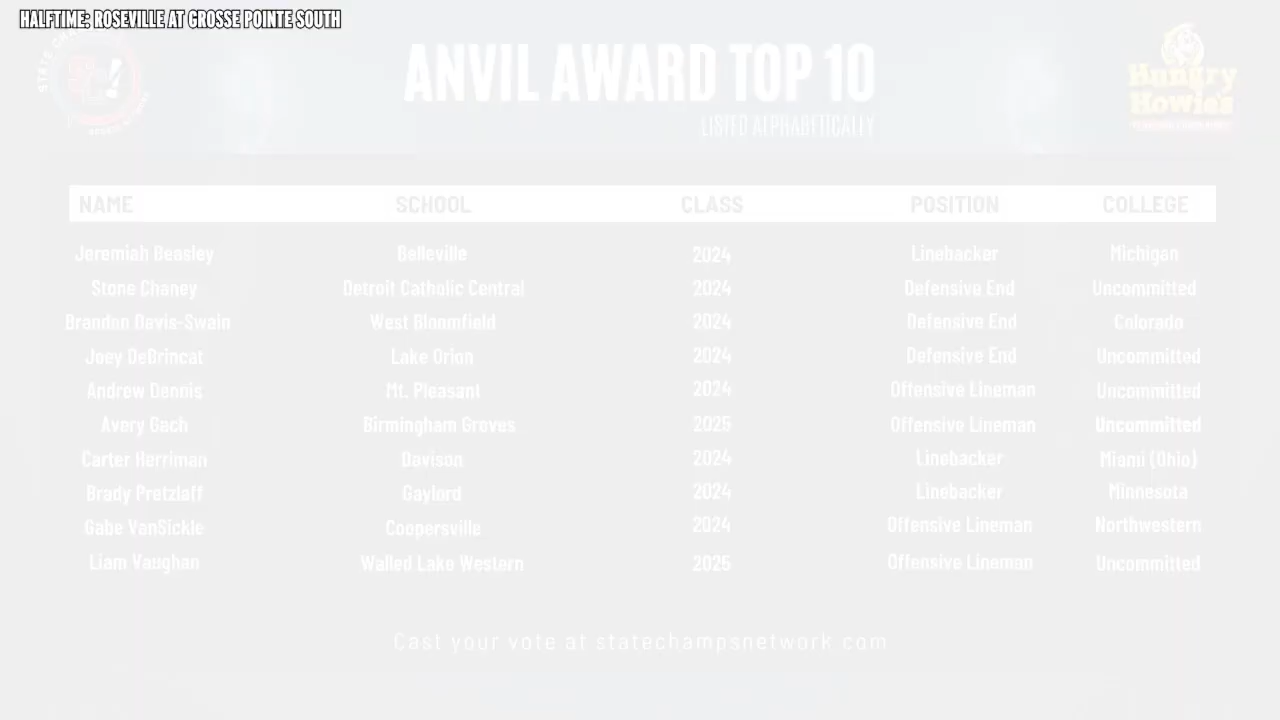 HALFTIME: ROSEVILLE AT GROSSE POINTE SOUTH
STATE CHAMPS
Hungry Howie's
ANVIL AWARD TOP 10
LISTED ALPHABETICALLY
NAME SCHOOL CLASS POSITION COLLEGE
Jeremiah Beasley Belleville 2024 Linebacker Michigan
Stone Chaney Detroit Catholic Central 2024 Defensive End Uncommitted
Brandon Davis-Swain West Bloomfield 2024 Defensive End Colorado
Joey DeBrincat Lake Orion 2024 Defensive End Uncommitted
Andrew Dennis Mt. Pleasant 2024 Offensive Lineman Uncommitted
Avery Gach Birmingham Groves 2025 Offensive Lineman Uncommitted
Carter Herriman Davison 2024 Linebacker Miami (Ohio)
Brady Pretzlaff Gaylord 2024 Linebacker Minnesota
Gabe VanSickle Coopersville 2024 Offensive Lineman Northwestern
Liam Vaughan Walled Lake Western 2025 Offensive Lineman Uncommitted
Cast your vote at statechampsnetwork.com